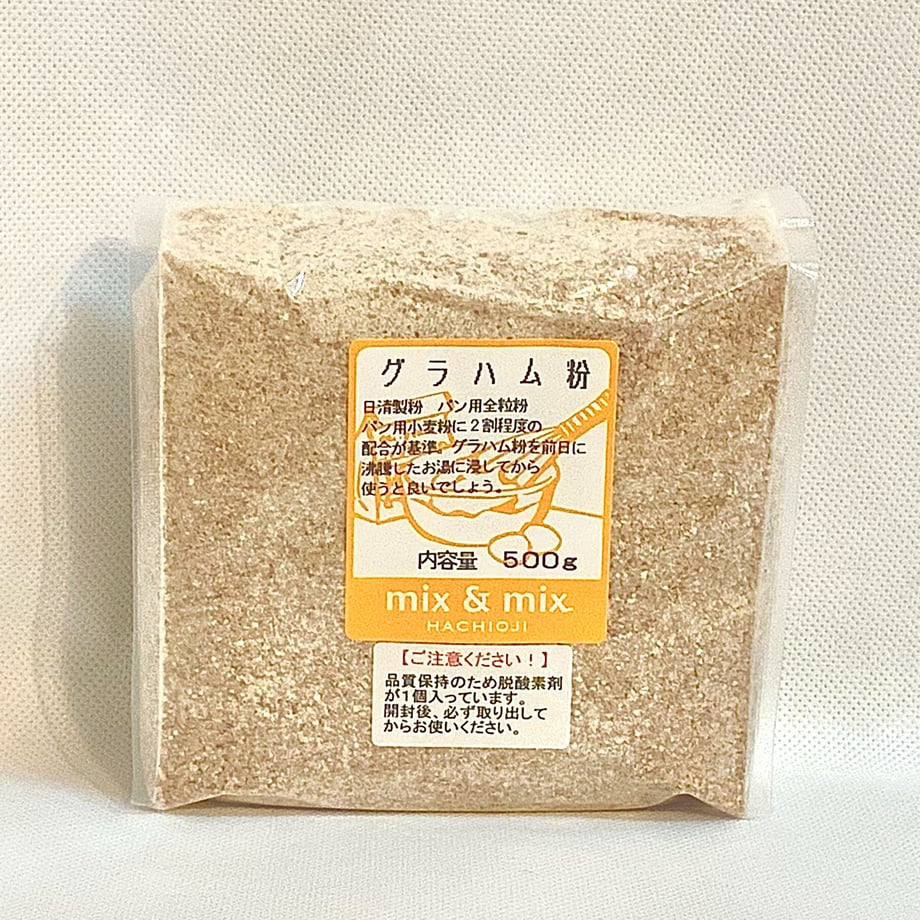 グラハム粉
日清製粉　パン用全粒粉
パン用小麦粉に２割程度の
配合が基準。グラハム粉を前日に
沸騰したお湯に浸してから
使うと良いでしょう。
内容量　５００ｇ
mix & mix
HACHIOJI
【ご注意ください！】
品質保持のため脱酸素剤
が１個入っています。
開封後、必ず取り出して
からお使いください。